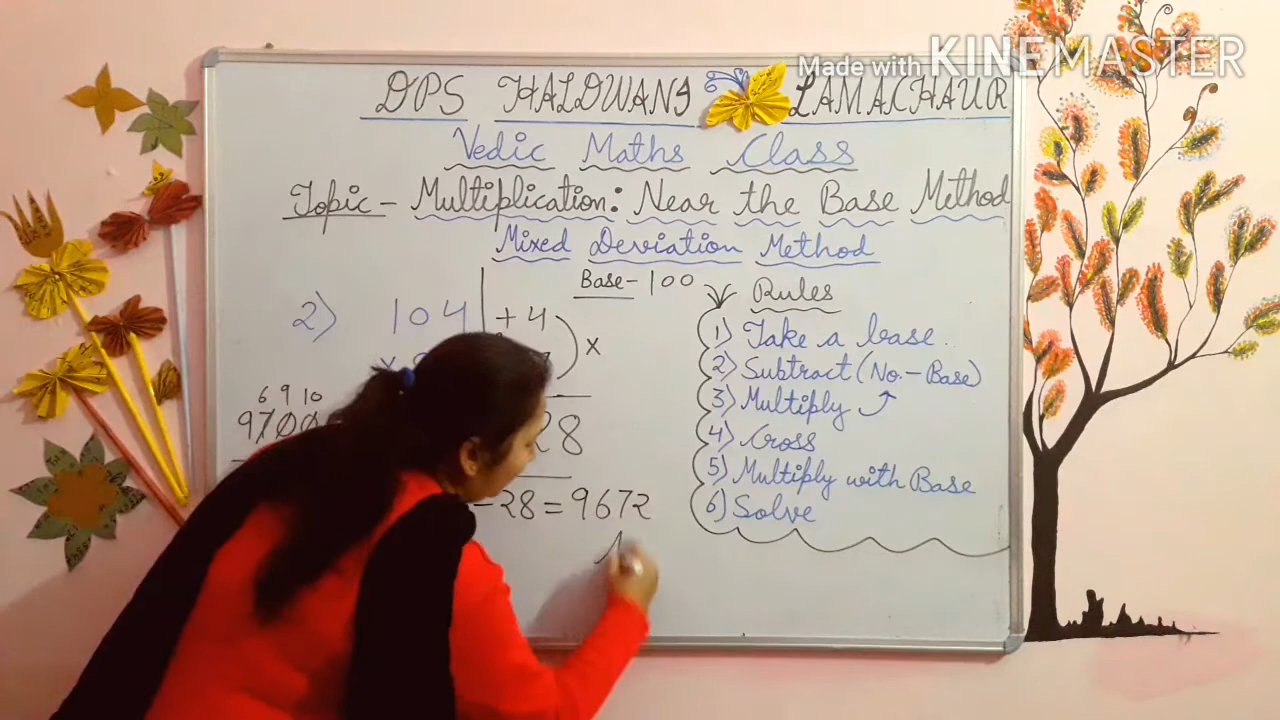 Made with KINEMASTER
DPS HALDWANI LAMACHAUR
Vedic Maths Class
Topic - Multiplication: Near the Base Method
Mixed Deviation Method
Base - 100
2) 104 | + 4
x
6 9 10
9700
28
- 28 = 9672
Rules
1) Take a base.
2) Subtract (No. - Base)
3) Multiply
4) Cross
5) Multiply with Base
6) Solve